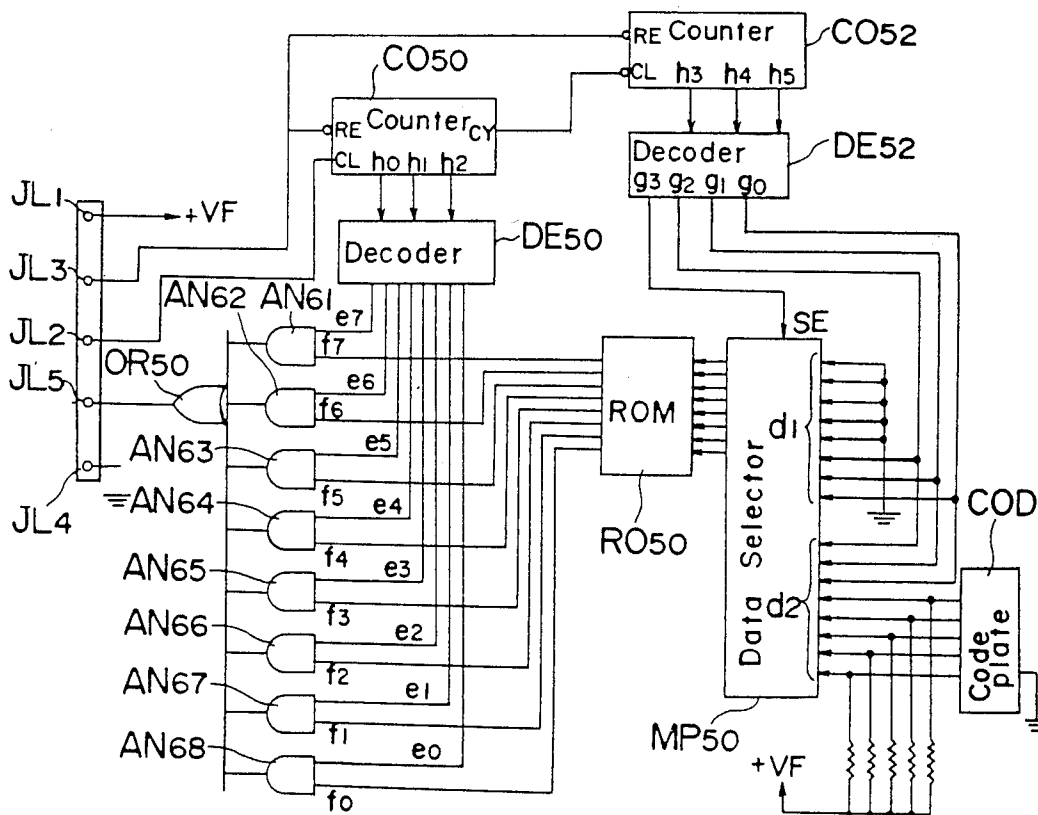 CO52
RE Counter
CL h3 h4 h5
CO50
RE Counter CY
CL h0 h1 h2
Decoder
g3 g2 g1 g0
DE52
JL1
+VF
DE50
Decoder
JL3
AN62 AN61
e7
f7
SE
JL2
OR50
e6
f6
JL5
ROM
d1
AN63
e5
f5
JL4
AN64
e4
f4
RO50
COD
AN65
e3
f3
Data Selector
d2
Code plate
AN66
e2
f2
AN67
e1
f1
MP50
AN68
e0
+VF
f0